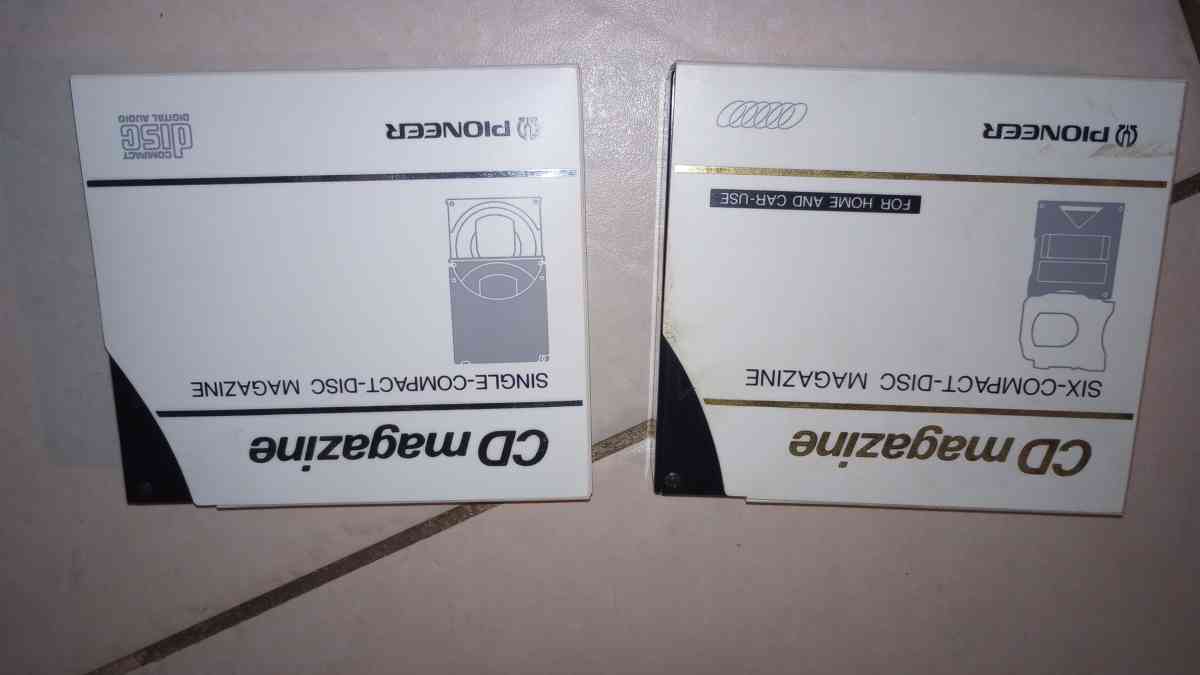 CD magazine
SIX-COMPACT-DISC MAGAZINE
FOR HOME AND CAR-USE
PIONEER
CD magazine
SINGLE-COMPACT-DISC MAGAZINE
PIONEER
COMPACT
disc
DIGITAL AUDIO